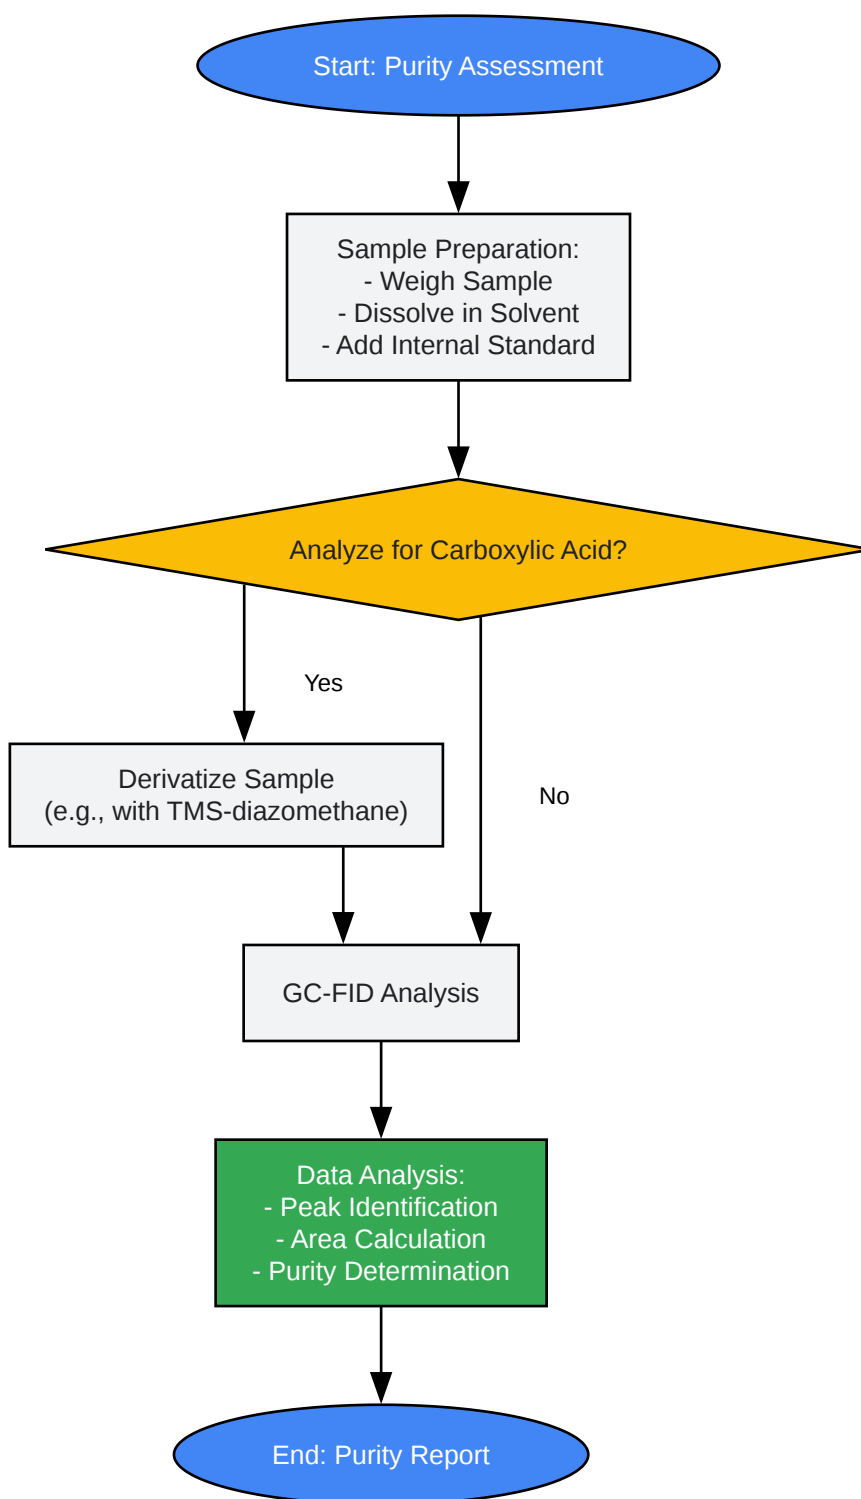 Start: Purity Assessment
Sample Preparation:
- Weigh Sample
- Dissolve in Solvent
- Add Internal Standard
Analyze for Carboxylic Acid?
Yes
Derivatize Sample
(e.g., with TMS-diazomethane)
No
GC-FID Analysis
Data Analysis:
- Peak Identification
- Area Calculation
- Purity Determination
End: Purity Report